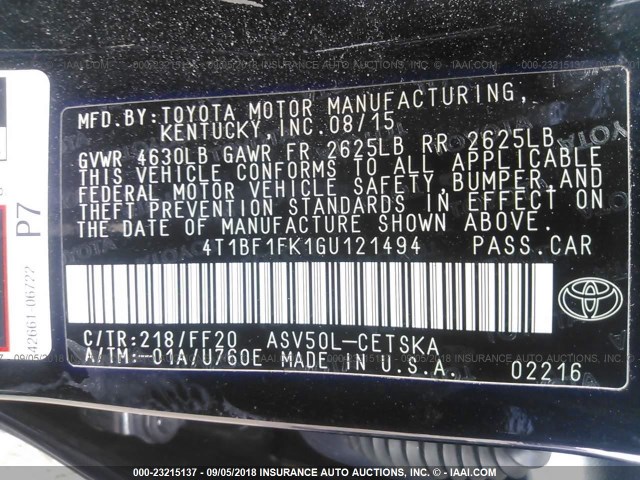 MFD.BY:TOYOTA MOTOR MANUFACTURING,
KENTUCKY,INC.08/15
GVWR 4630LB GAWR FR 2625LB RR 2625LB
THIS VEHICLE CONFORMS TO ALL APPLICABLE
FEDERAL MOTOR VEHICLE SAFETY,BUMPER,AND
THEFT PREVENTION STANDARDS IN EFFECT ON
THE DATE OF MANUFACTURE SHOWN ABOVE.
4T1BF1FK1GU121494 PASS.CAR
C/TR:218/FF20 ASV50L-CETSKA
A/TM:-01A/U760E MADE IN U.S.A. 02216
P7
42661-06722
000-23215137 - 09/05/2018 INSURANCE AUTO AUCTIONS, INC. - © - IAAI.COM